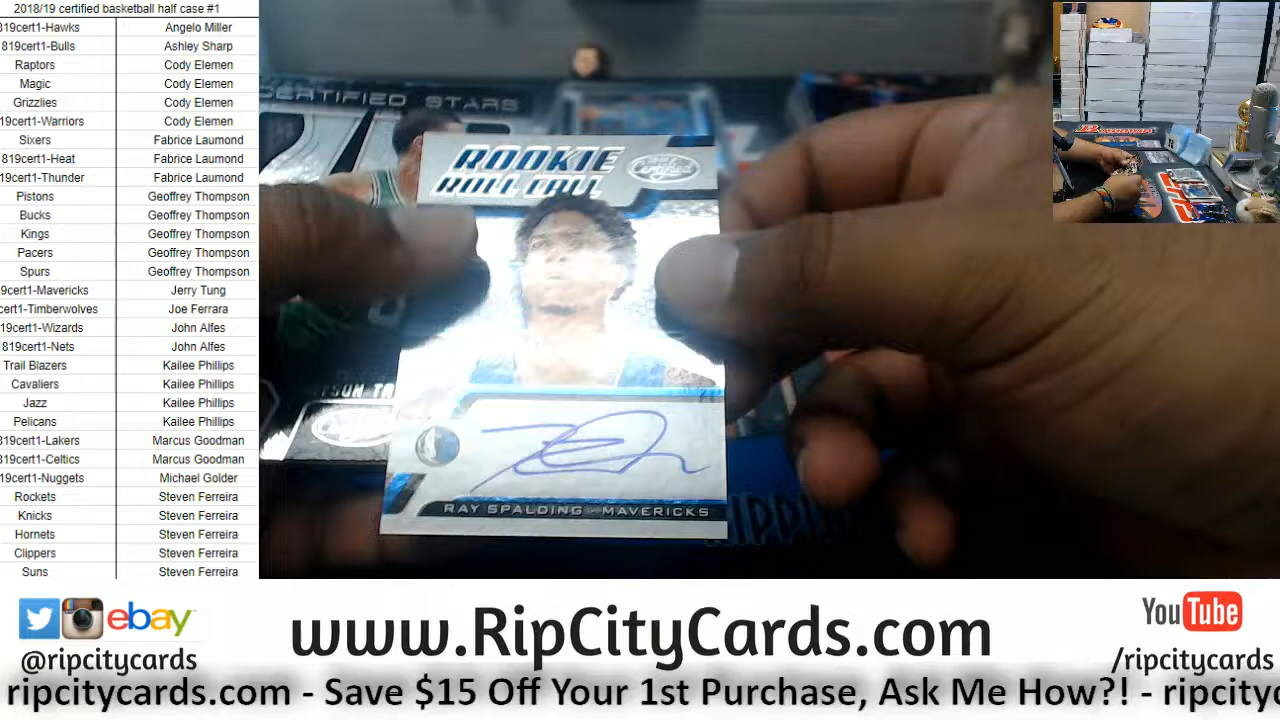 2018/19 certified basketball half case #1
819cert1-Hawks Angelo Miller
819cert1-Bulls Ashley Sharp
Raptors Cody Elemen
Magic Cody Elemen
Grizzlies Cody Elemen
19cert1-Warriors Cody Elemen
Sixers Fabrice Laumond
819cert1-Heat Fabrice Laumond
19cert1-Thunder Fabrice Laumond
Pistons Geoffrey Thompson
Bucks Geoffrey Thompson
Kings Geoffrey Thompson
Pacers Geoffrey Thompson
Spurs Geoffrey Thompson
9cert1-Mavericks Jerry Tung
cert1-Timberwolves Joe Ferrara
19cert1-Wizards John Alfes
819cert1-Nets John Alfes
Trail Blazers Kailee Phillips
Cavaliers Kailee Phillips
Jazz Kailee Phillips
Pelicans Kailee Phillips
819cert1-Lakers Marcus Goodman
819cert1-Celtics Marcus Goodman
19cert1-Nuggets Michael Golder
Rockets Steven Ferreira
Knicks Steven Ferreira
Hornets Steven Ferreira
Clippers Steven Ferreira
Suns Steven Ferreira
CERTIFIED STARS
ROOKIE
ROLL CALL
RAY SPALDING - MAVERICKS
ebay
@ripcitycards
www.RipCityCards.com
YouTube
/ripcitycards
ripcitycards.com - Save $15 Off Your 1st Purchase, Ask Me How?! - ripcityc